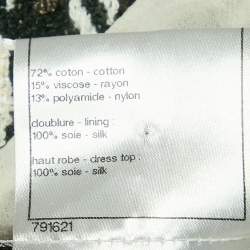 72% coton - cotton
15% viscose - rayon
13% polyamide - nylon
doublure - lining :
100% soie - silk
haut robe - dress top :
100% soie - silk
791621